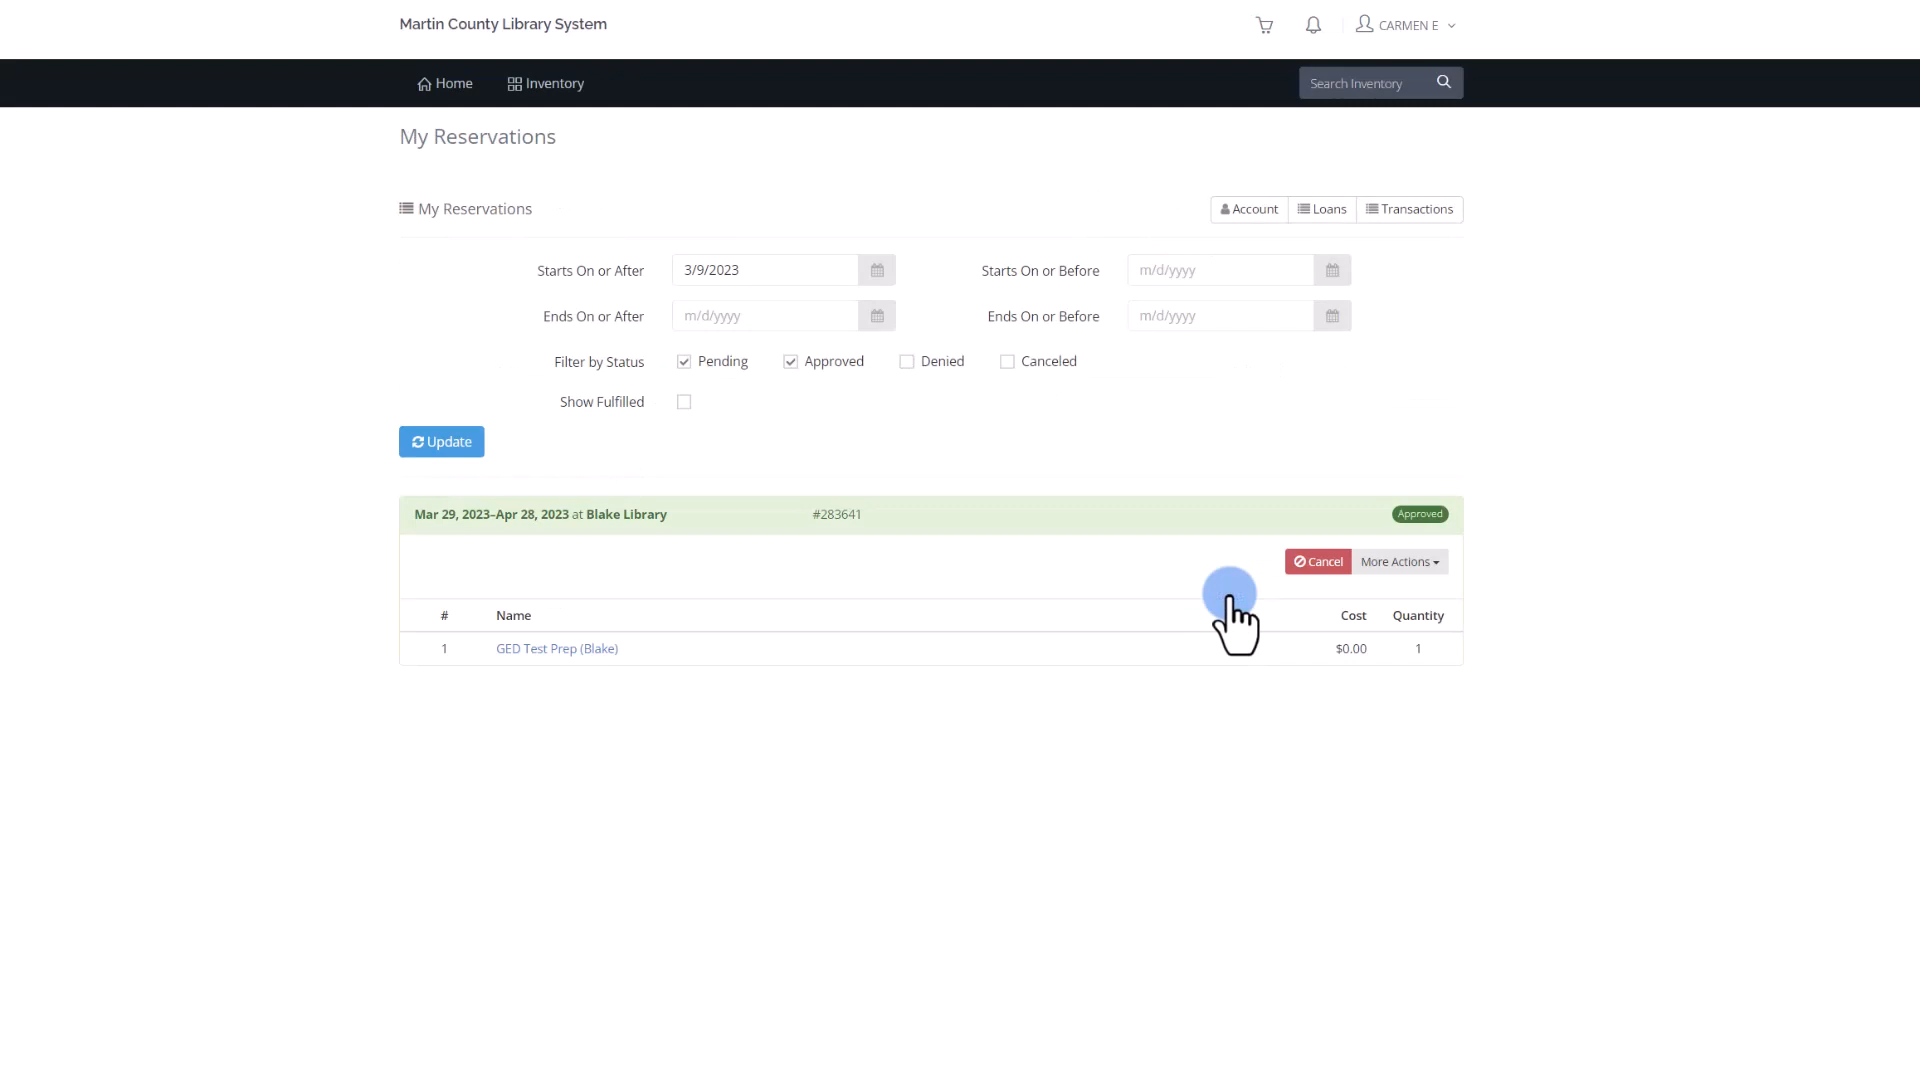 Martin County Library System
CARMEN E
Home Inventory Search Inventory
My Reservations
My Reservations Account Loans Transactions
Starts On or After 3/9/2023 Starts On or Before m/d/yyyy
Ends On or After m/d/yyyy Ends On or Before m/d/yyyy
Filter by Status Pending Approved Denied Canceled
Show Fulfilled
Update
Mar 29, 2023–Apr 28, 2023 at Blake Library #283641 Approved
Cancel More Actions
# Name Cost Quantity
1 GED Test Prep (Blake) $0.00 1